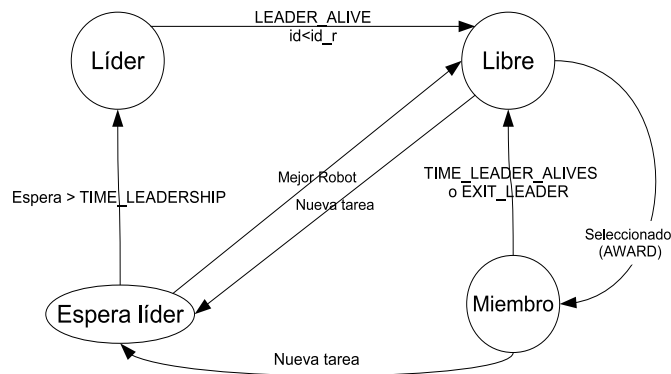 LEADER_ALIVE
id<id_r
Líder
Libre
Mejor Robot
Nueva tarea
TIME_LEADER_ALIVES
o EXIT_LEADER
Espera > TIME_LEADERSHIP
Seleccionado
(AWARD)
Espera líder
Miembro
Nueva tarea